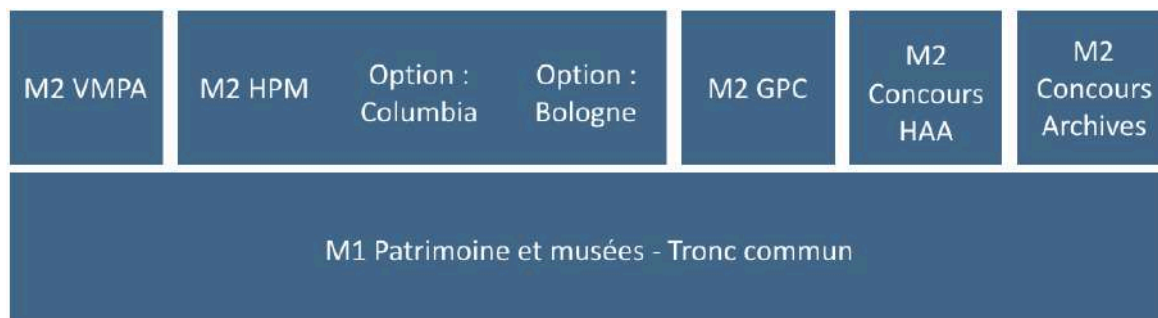 M2 VMPA
M2 HPM
Option :
Columbia
Option :
Bologne
M2 GPC
M2
Concours
HAA
M2
Concours
Archives
M1 Patrimoine et musées - Tronc commun